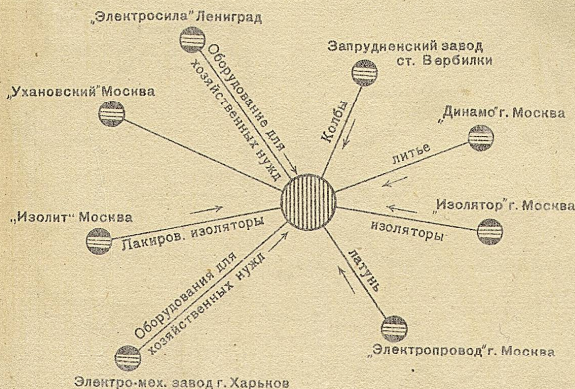 „Электросила" Ленинград
Оборудование для
хозяйственных нужд
Запрудненский завод
ст. Вербилки
Колбы
„Ухановский" Москва
„Динамо" г. Москва
литье
„Изолит" Москва
Лакиров. изоляторы
„Изолятор" г. Москва
изоляторы
Оборудования для
хозяйственных нужд
латунь
„Электропровод" г. Москва
Электро-мех. завод г. Харьков